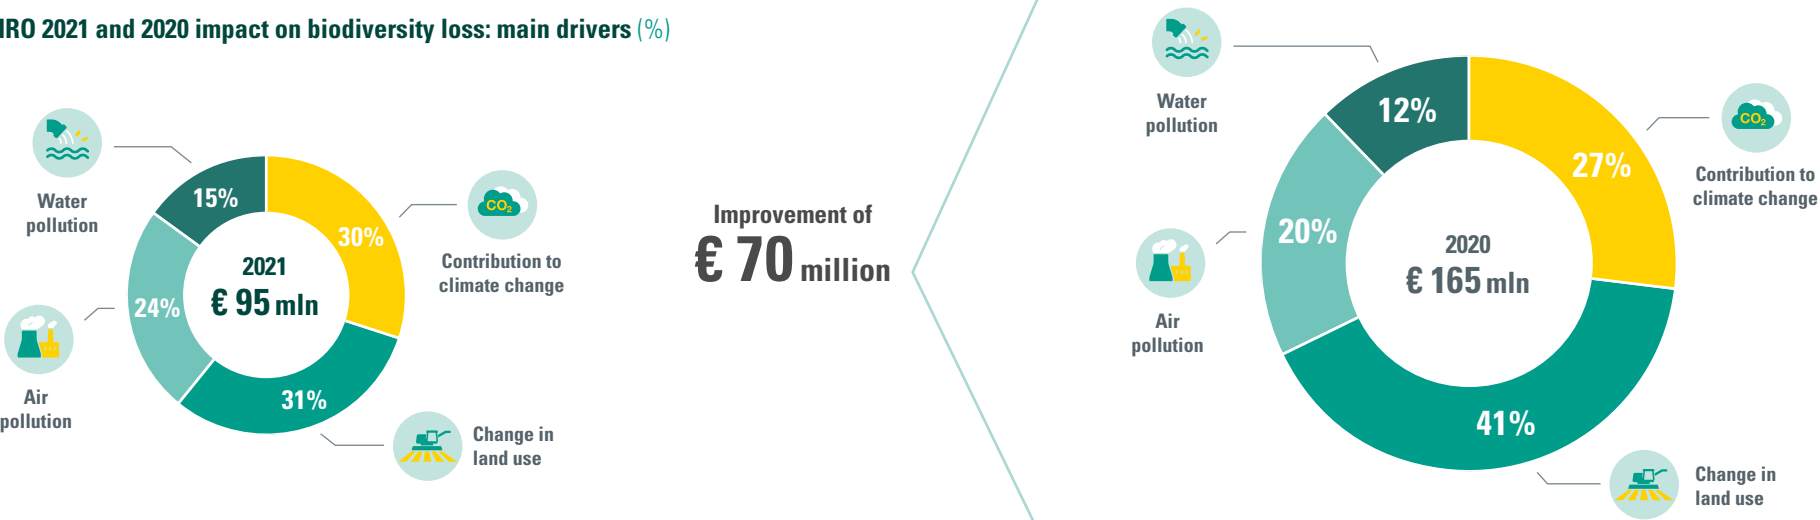 IRO 2021 and 2020 impact on biodiversity loss: main drivers (%)
Water
pollution
15%
30%
CO₂
Contribution to
climate change
2021
€ 95 mln
24%
Air
pollution
31%
Change in
land use
Improvement of
€ 70 million
Water
pollution
12%
27%
CO₂
Contribution to
climate change
20%
2020
€ 165 mln
Air
pollution
41%
Change in
land use